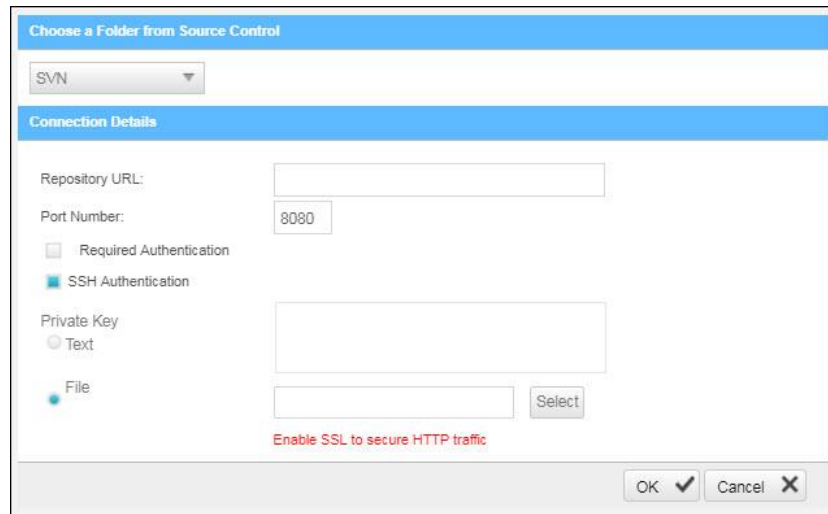 Choose a Folder from Source Control
SVN
Connection Details
Repository URL:
Port Number: 8080
Required Authentication
SSH Authentication
Private Key
Text
File
Select
Enable SSL to secure HTTP traffic
OK Cancel